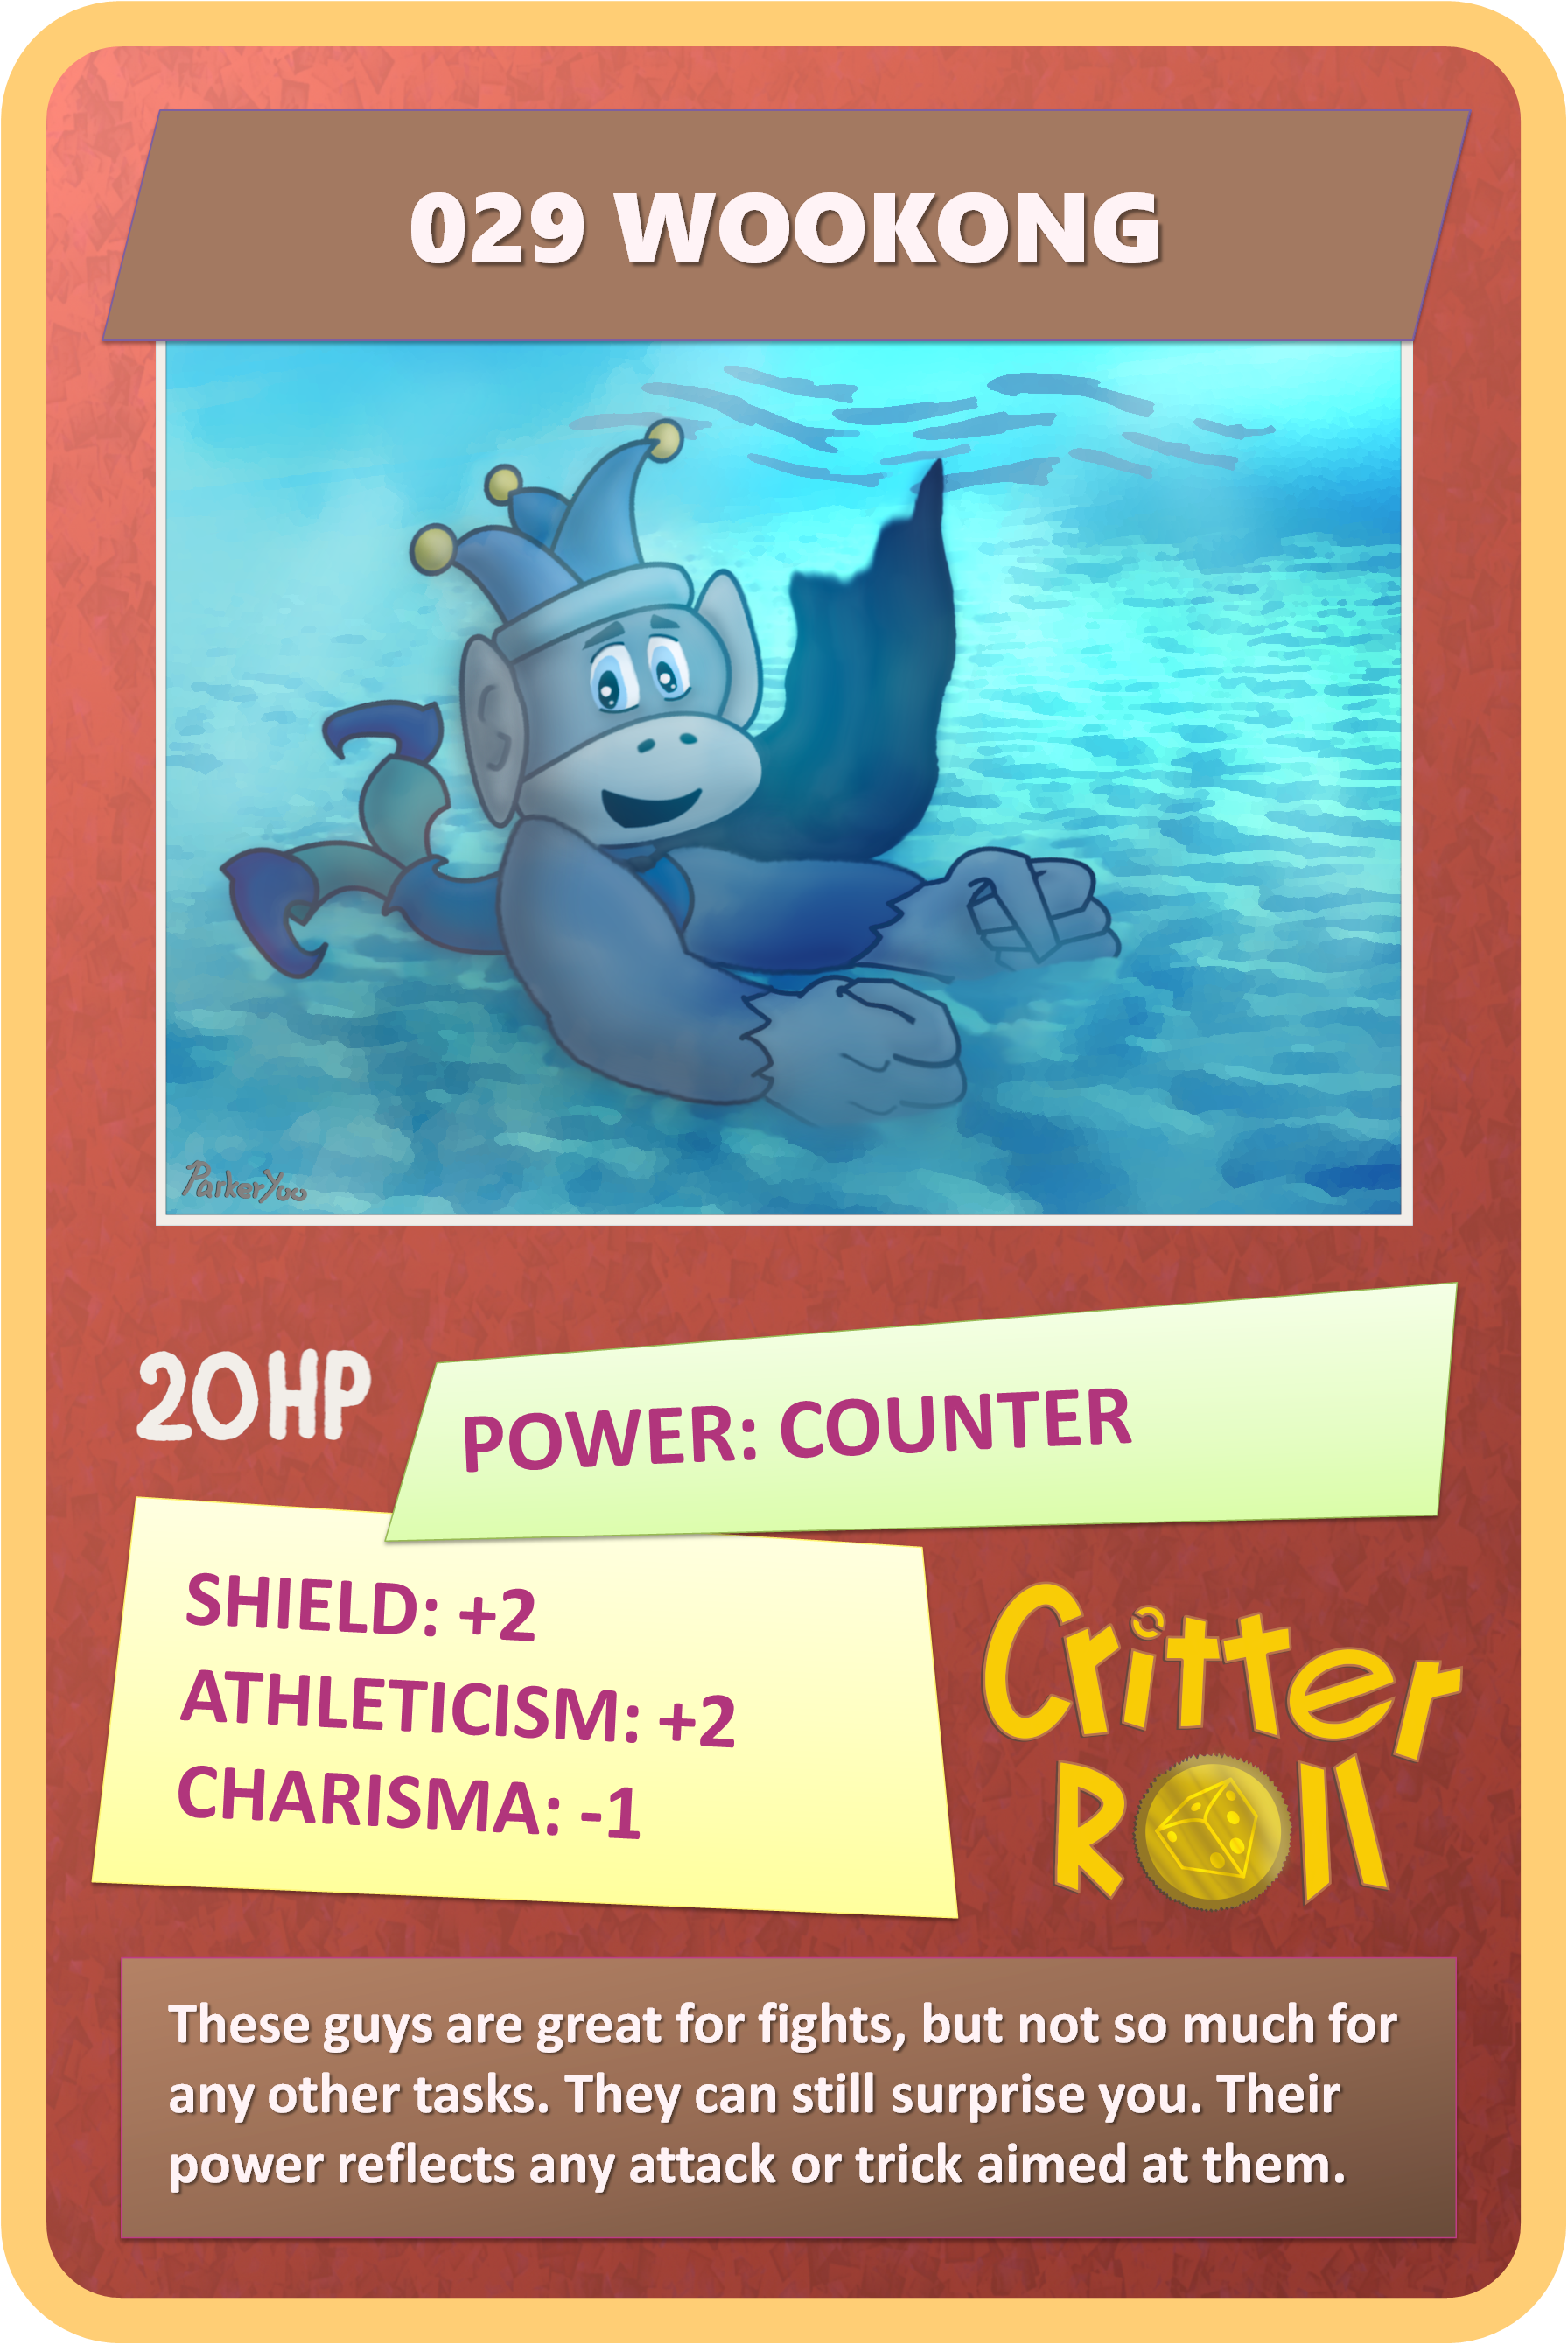 029 WOOKONG
ParkerYoo
20HP
POWER: COUNTER
SHIELD: +2
ATHLETICISM: +2
CHARISMA: -1
Critter
Roll
These guys are great for fights, but not so much for
any other tasks. They can still surprise you. Their
power reflects any attack or trick aimed at them.